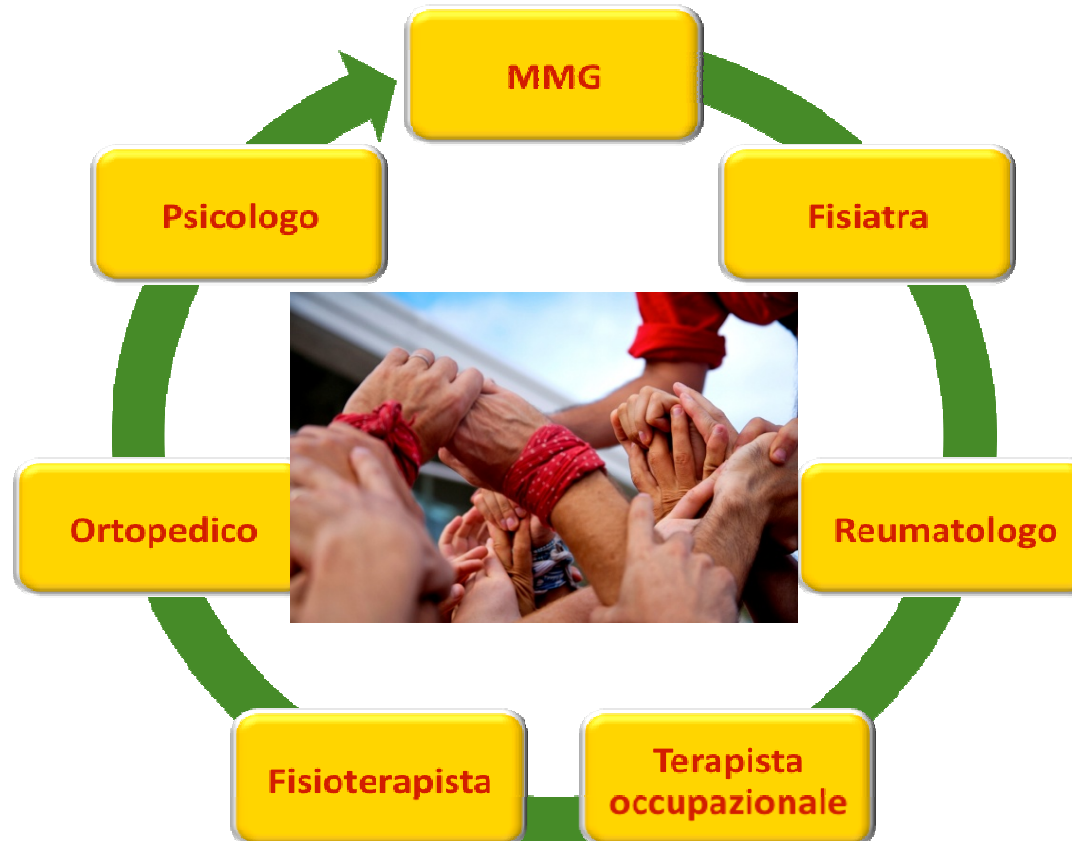 MMG
Psicologo
Fisiatra
Ortopedico
Reumatologo
Fisioterapista
Terapista
occupazionale